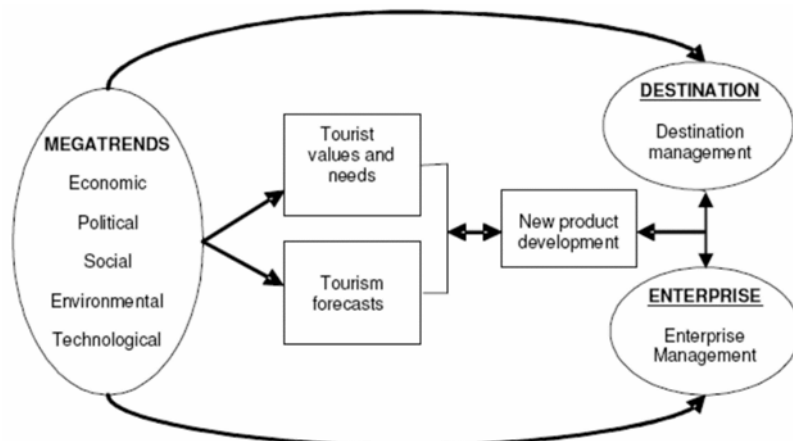 MEGATRENDS
Economic
Political
Social
Environmental
Technological
Tourist
values and
needs
Tourism
forecasts
New product
development
DESTINATION
Destination
management
ENTERPRISE
Enterprise
Management